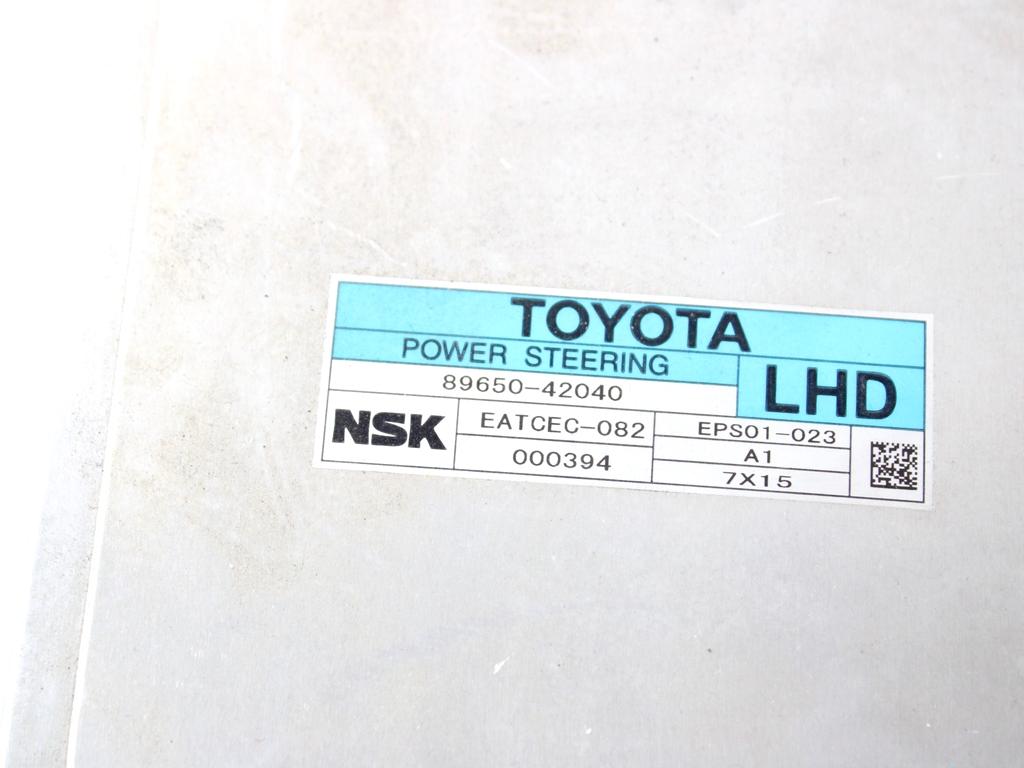 TOYOTA
POWER STEERING
LHD
89650-42040
NSK
EATCEC-082
000394
EPS01-023
A1
7X15